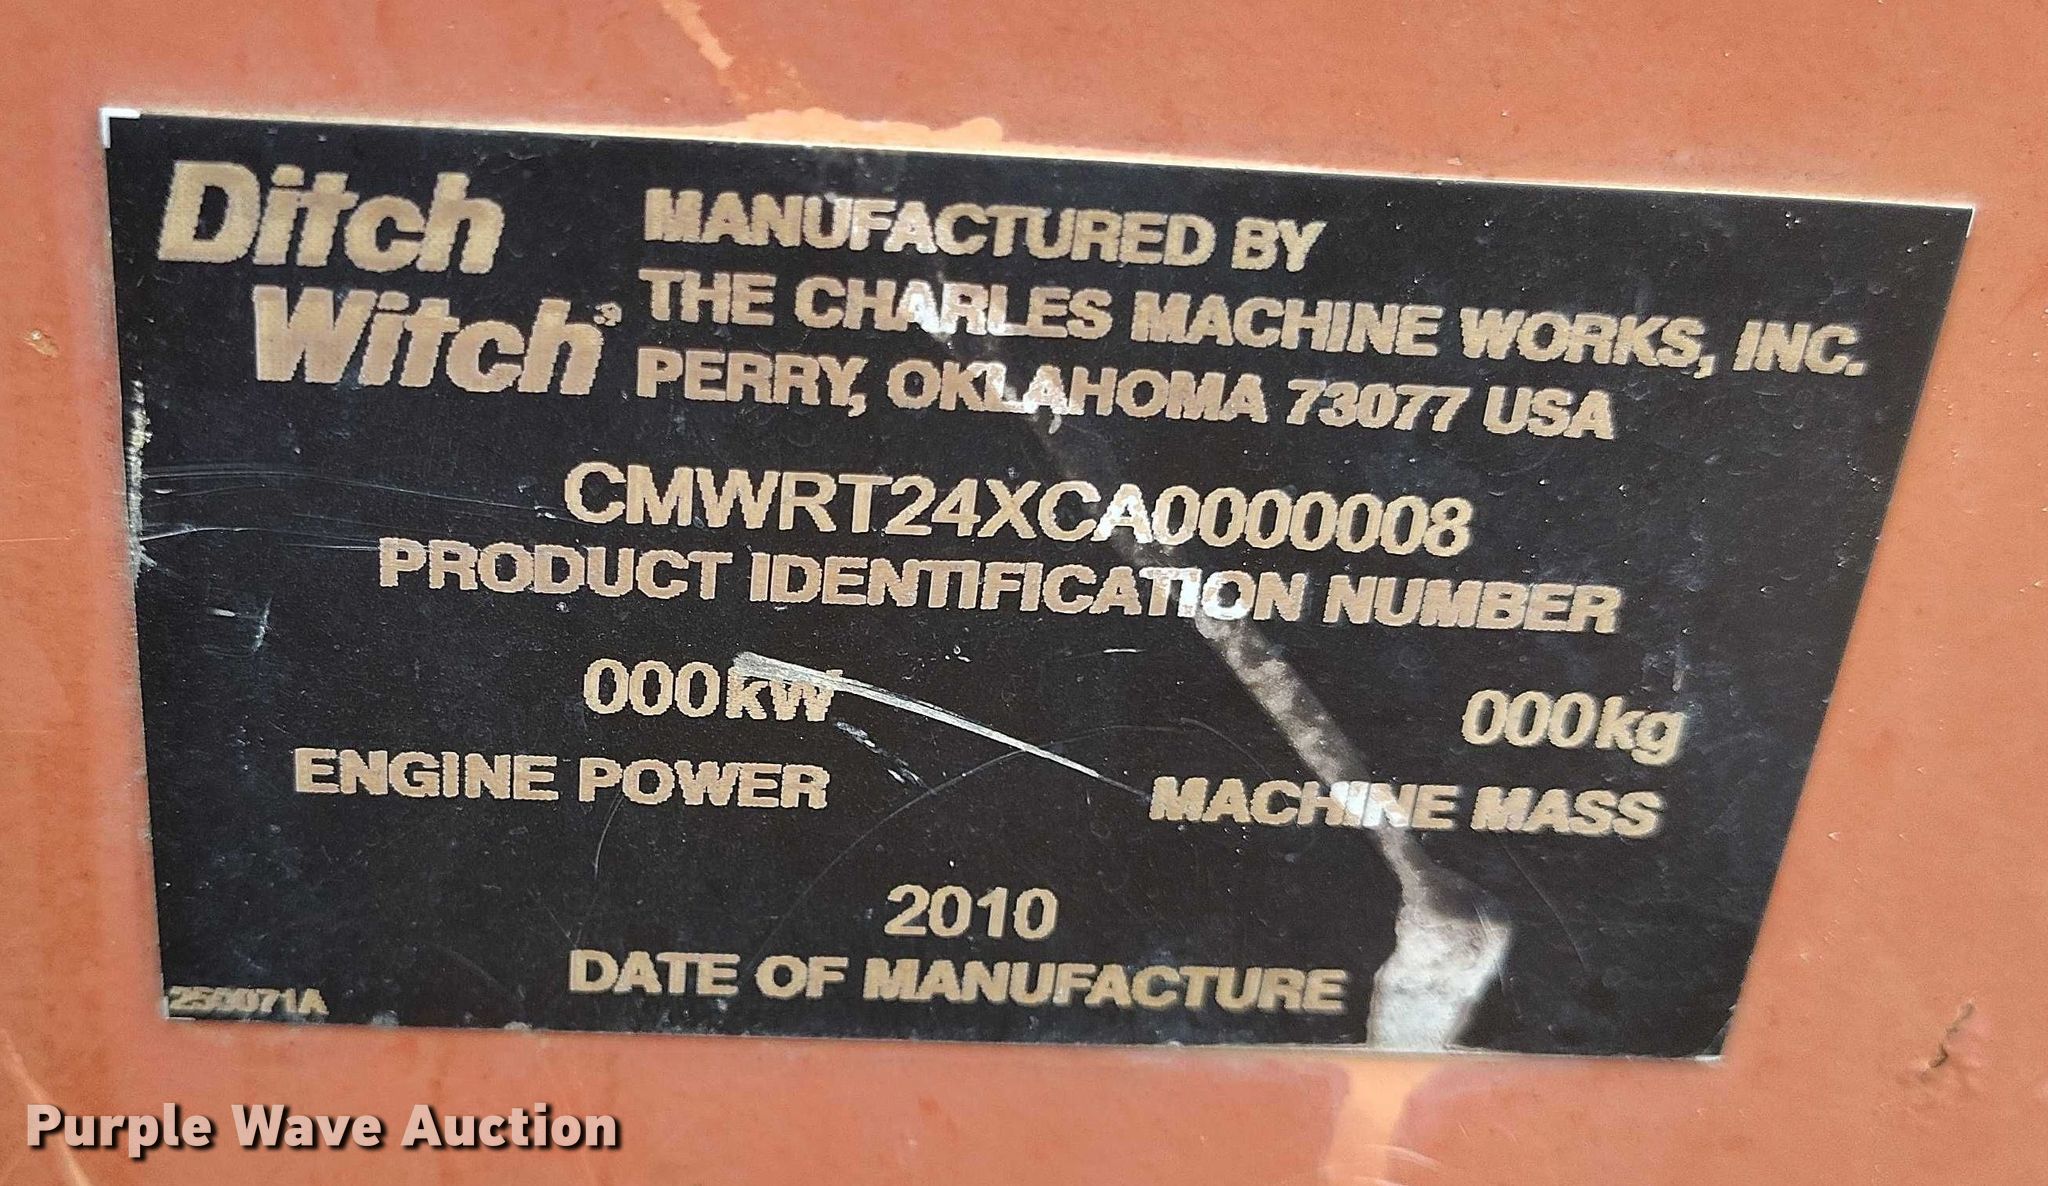 Ditch
Witch®
MANUFACTURED BY
THE CHARLES MACHINE WORKS, INC.
PERRY, OKLAHOMA 73077 USA
CMWRT24XCA0000008
PRODUCT IDENTIFICATION NUMBER
000kW
000kg
ENGINE POWER
MACHINE MASS
2010
DATE OF MANUFACTURE
Purple Wave Auction